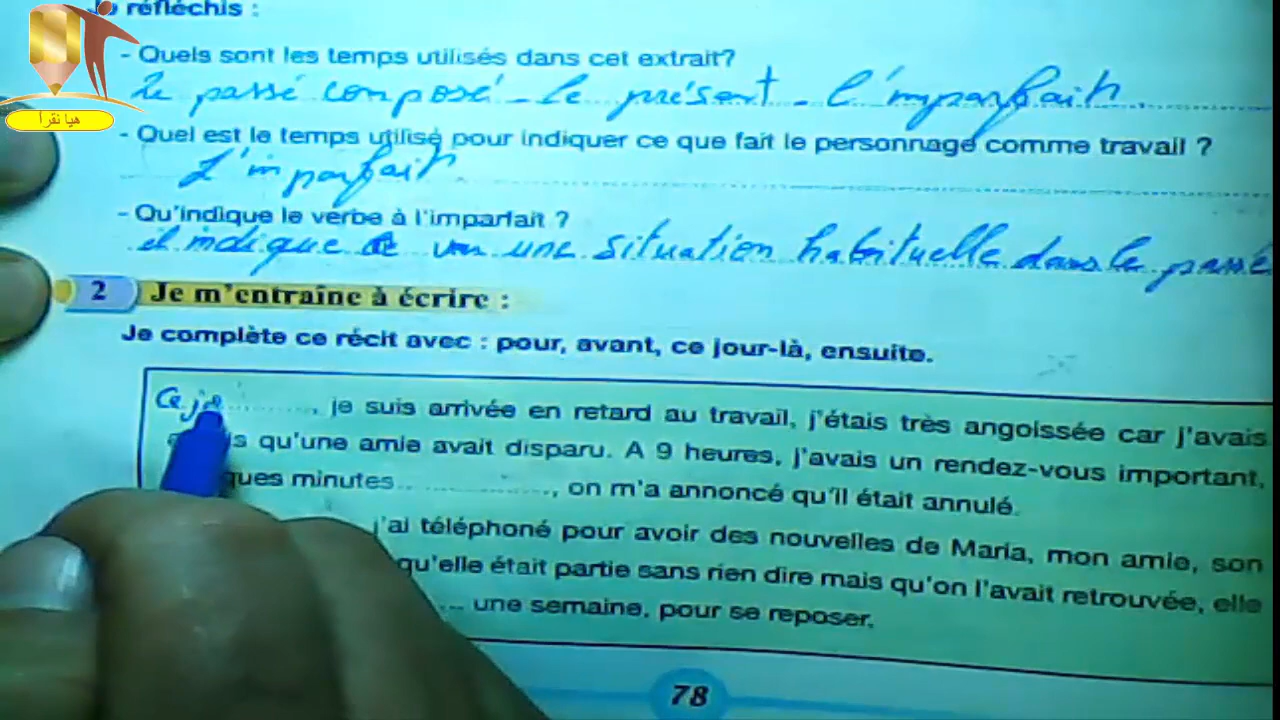 réfléchis :
هيا نقرأ
- Quels sont les temps utilisés dans cet extrait?
Le passé composé - le présent - l'imparfait.
- Quel est le temps utilisé pour indiquer ce que fait le personnage comme travail ?
L'imparfait
- Qu'indique le verbe à l'imparfait ?
il indique une situation habituelle dans le passé
2 Je m'entraîne à écrire :
Je complète ce récit avec : pour, avant, ce jour-là, ensuite.
Ce jo............, je suis arrivée en retard au travail, j'étais très angoissée car j'avais
s qu'une amie avait disparu. A 9 heures, j'avais un rendez-vous important,
ques minutes.. .................., on m'a annoncé qu'il était annulé.
j'ai téléphoné pour avoir des nouvelles de Maria, mon amie, son
qu'elle était partie sans rien dire mais qu'on l'avait retrouvée, elle
... une semaine, pour se reposer.
78